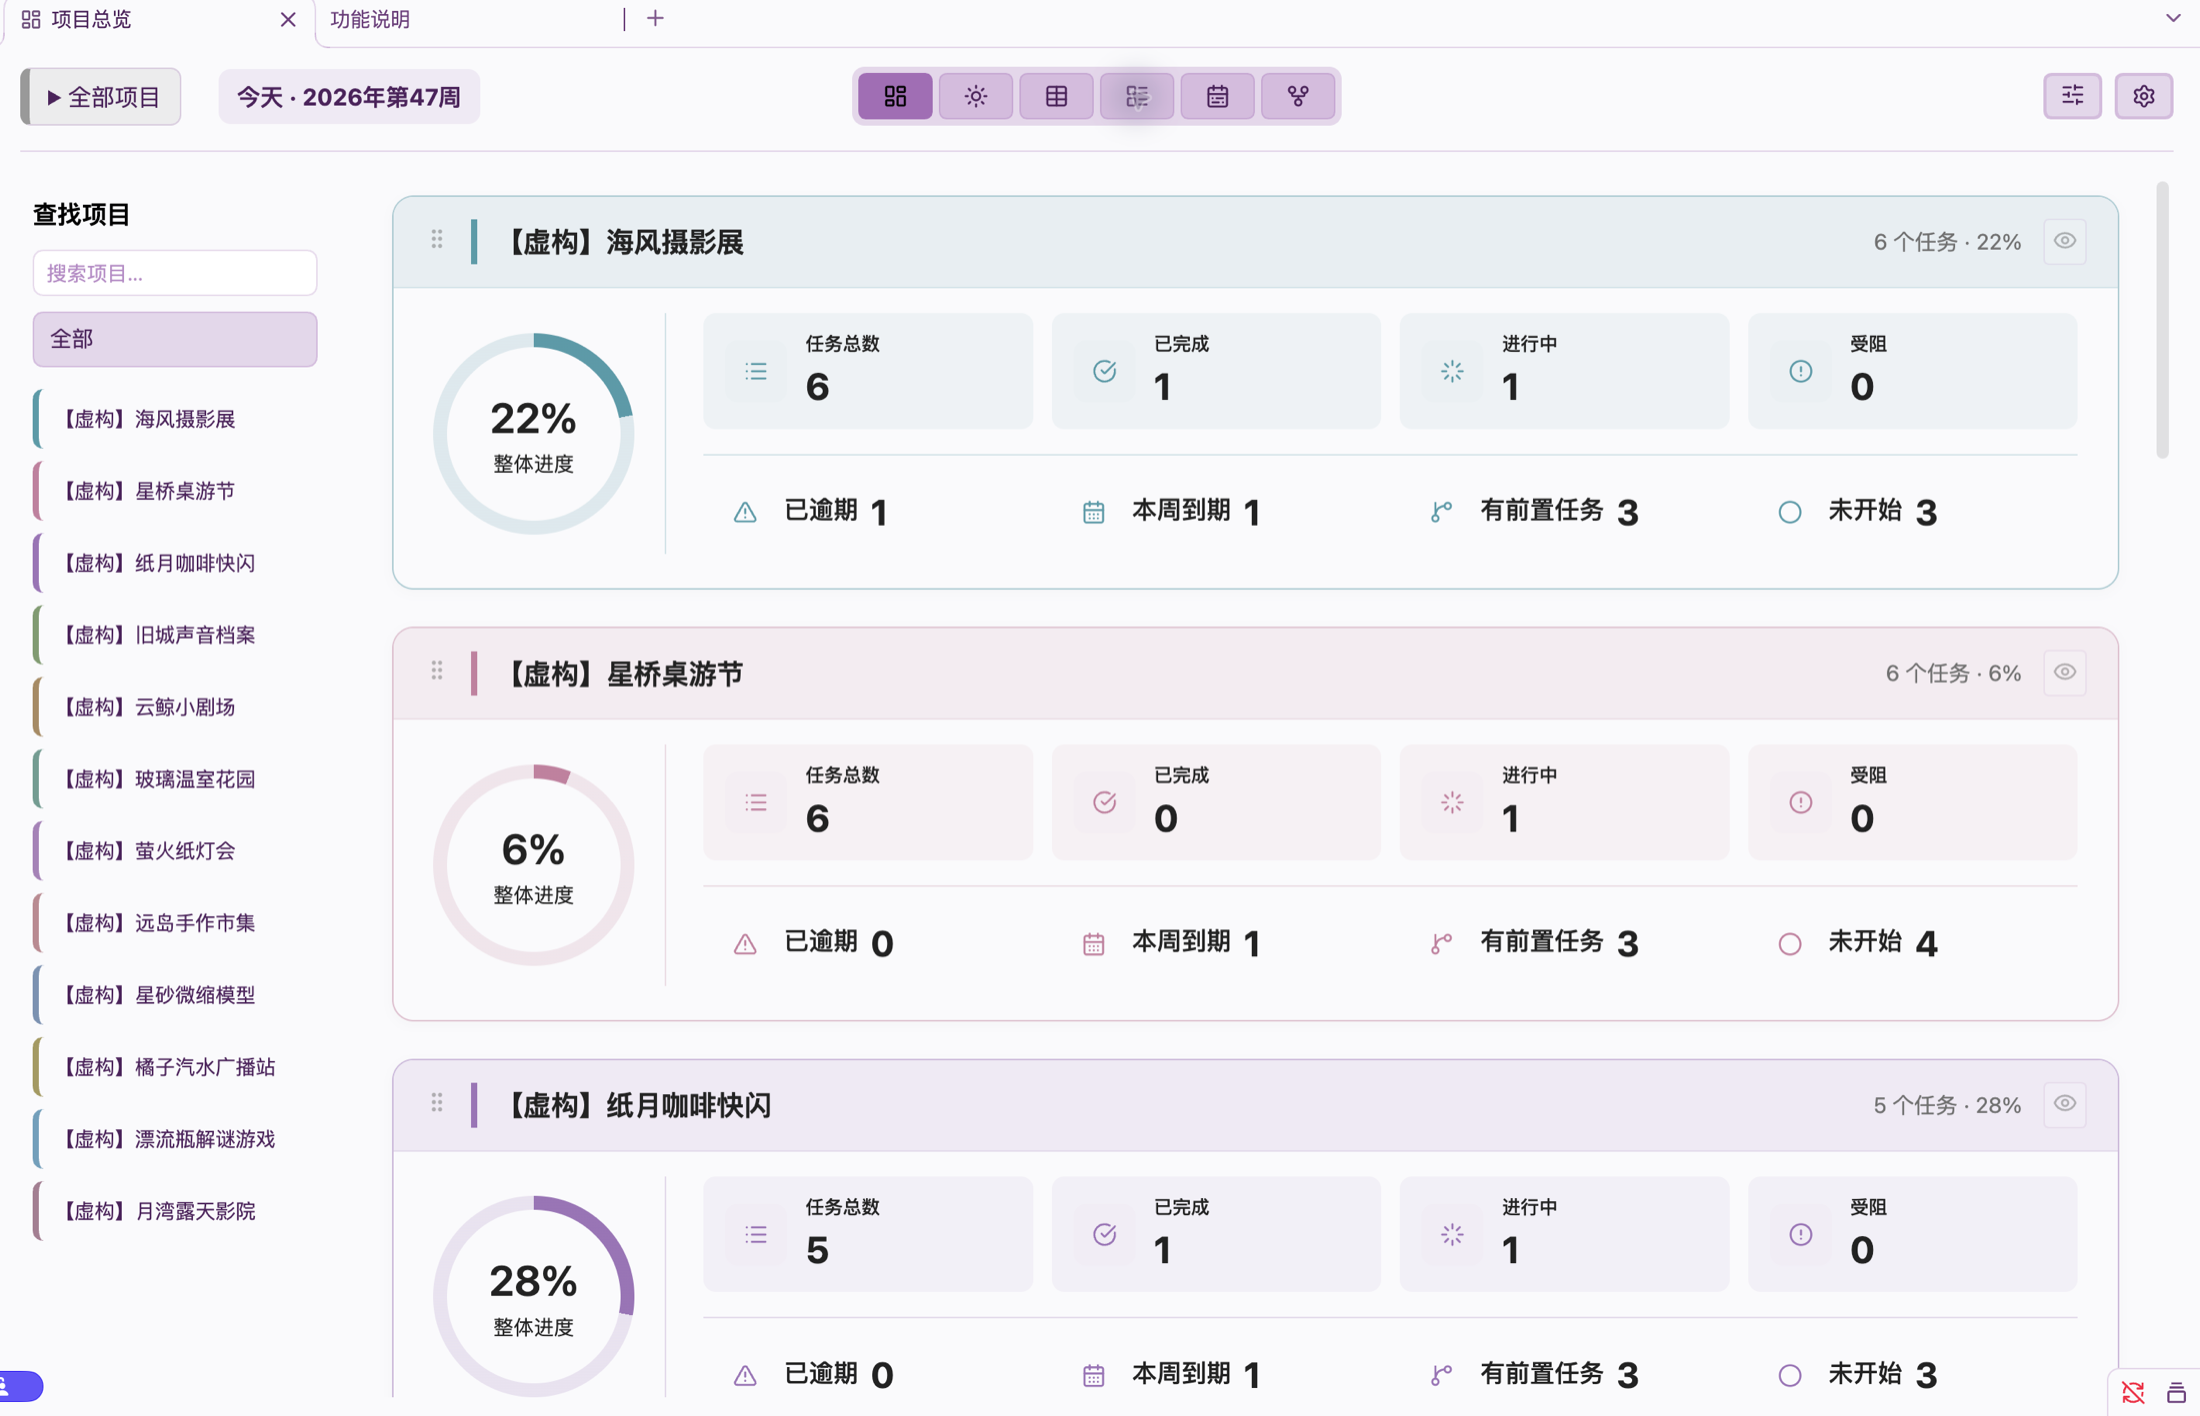 项目总览
功能说明
全部项目
今天 · 2026年第47周
查找项目
搜索项目...
全部
【虚构】海风摄影展
【虚构】星桥桌游节
【虚构】纸月咖啡快闪
【虚构】旧城声音档案
【虚构】云鲸小剧场
【虚构】玻璃温室花园
【虚构】萤火纸灯会
【虚构】远岛手作市集
【虚构】星砂微缩模型
【虚构】橘子汽水广播站
【虚构】漂流瓶解谜游戏
【虚构】月湾露天影院
【虚构】海风摄影展
6 个任务 · 22%
22%
整体进度
任务总数
6
已完成
1
进行中
1
受阻
0
已逾期 1
本周到期 1
有前置任务 3
未开始 3
【虚构】星桥桌游节
6 个任务 · 6%
6%
整体进度
任务总数
6
已完成
0
进行中
1
受阻
0
已逾期 0
本周到期 1
有前置任务 3
未开始 4
【虚构】纸月咖啡快闪
5 个任务 · 28%
28%
整体进度
任务总数
5
已完成
1
进行中
1
受阻
0
已逾期 0
本周到期 1
有前置任务 3
未开始 3